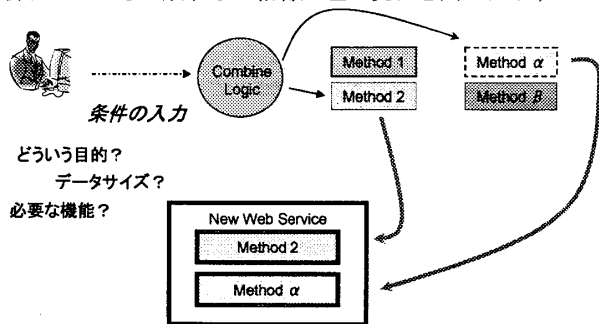 Combine
Logic
Method 1
Method 2
Method α
Method β
条件の入力
どういう目的？
データサイズ？
必要な機能？
New Web Service
Method 2
Method α